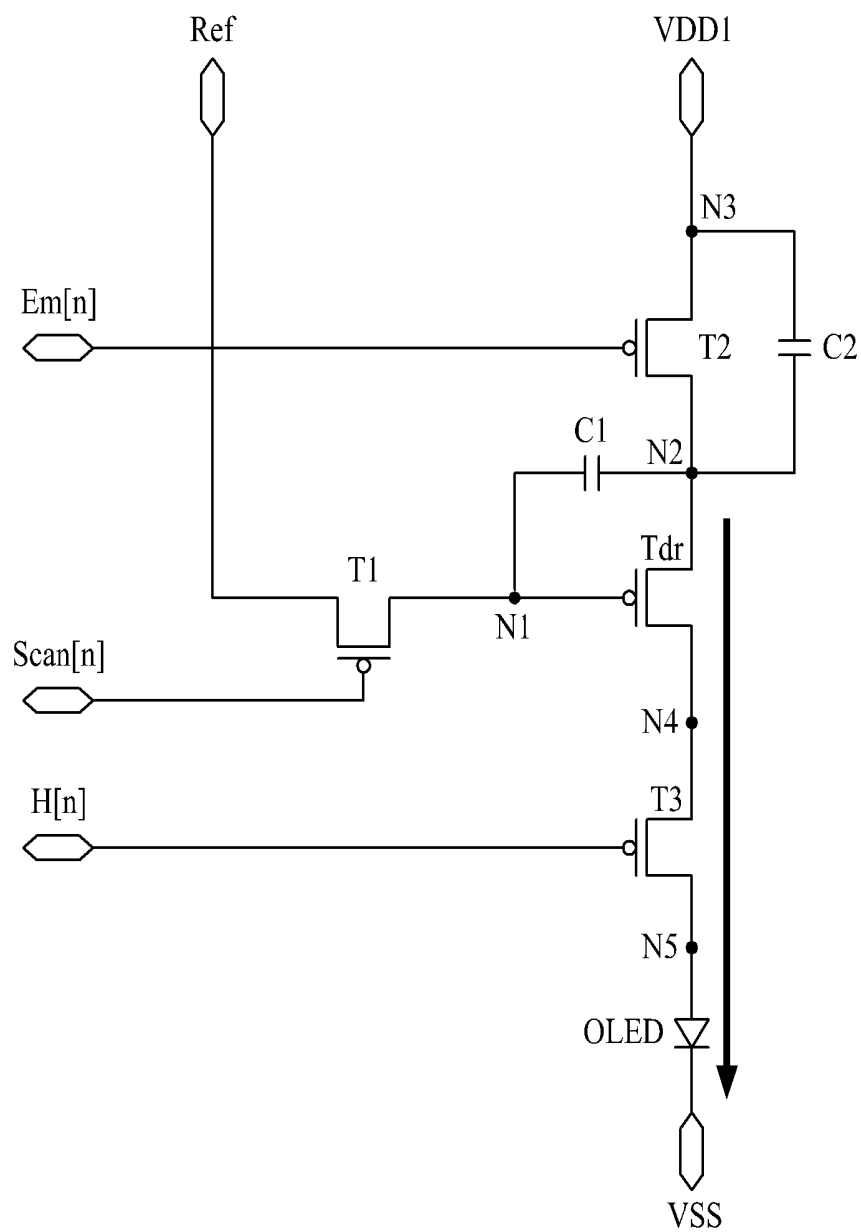 Ref
VDD1
N3
Em[n]
T2
C2
C1
N2
T1
Tdr
N1
Scan[n]
N4
H[n]
T3
N5
OLED
VSS